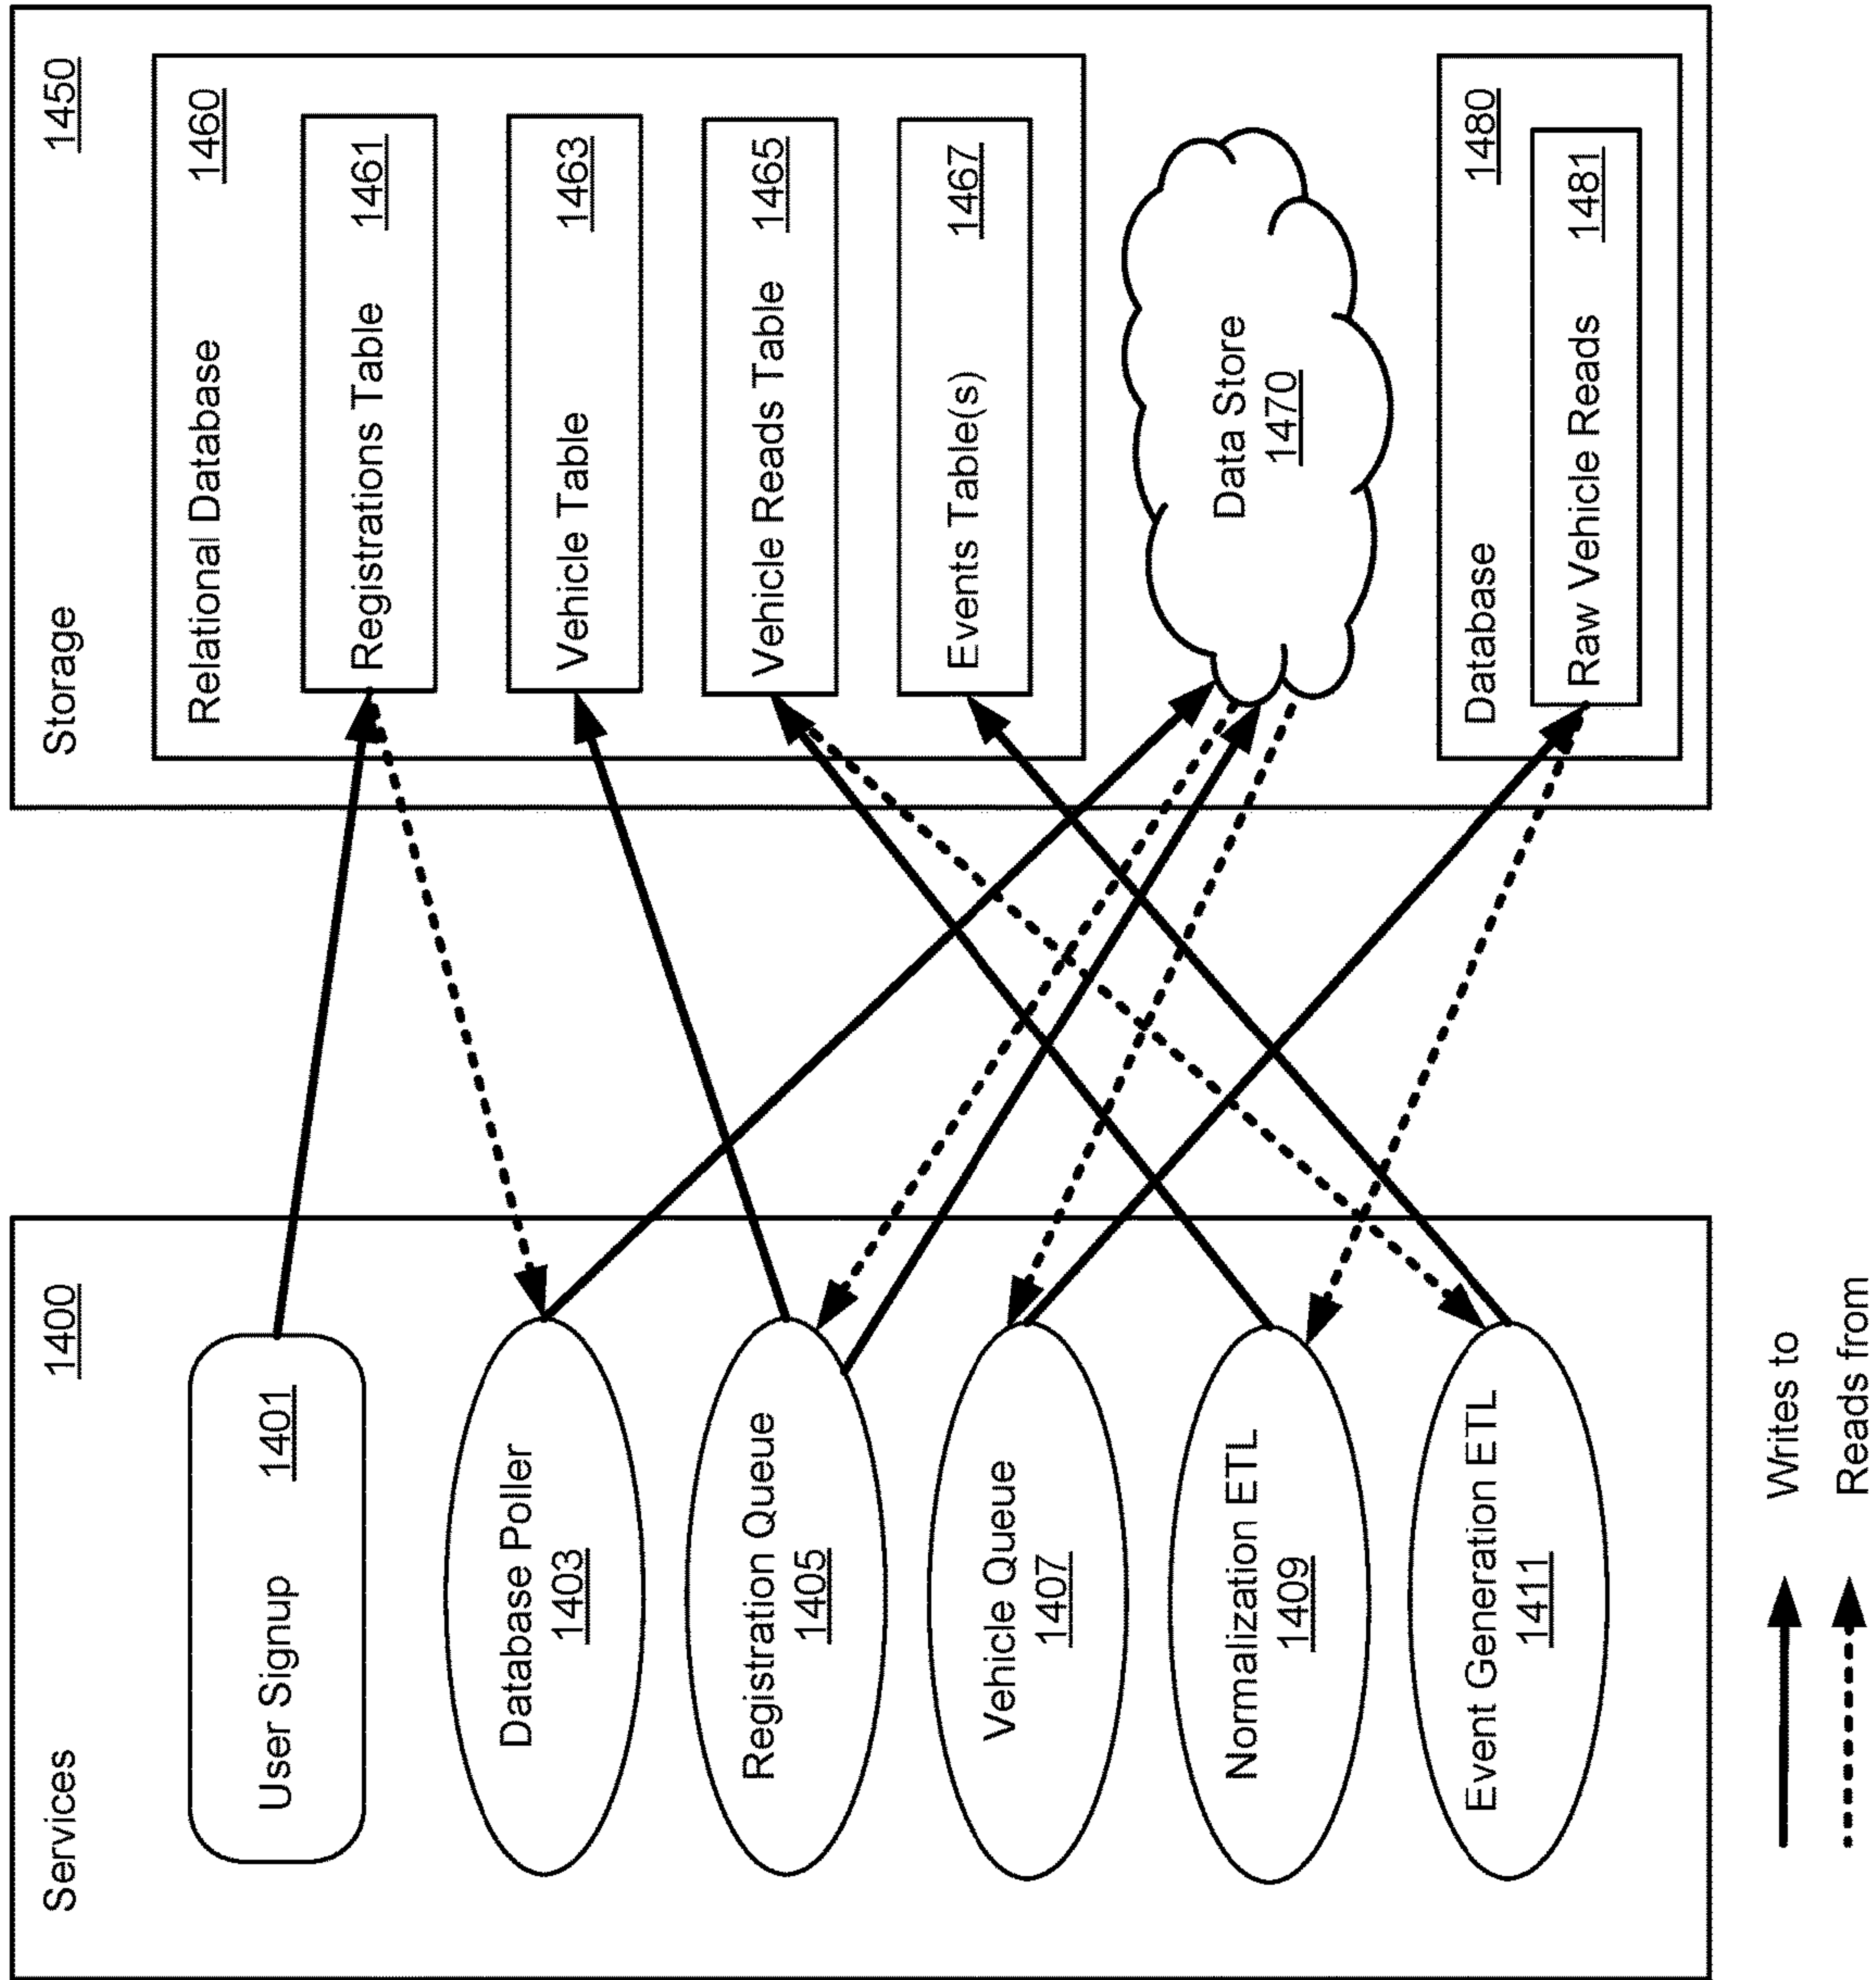 Services 1400
User Signup 1401
Database Poller
1403
Registration Queue
1405
Vehicle Queue
1407
Normalization ETL
1409
Event Generation ETL
1411
Storage 1450
Relational Database 1460
Registrations Table 1461
Vehicle Table 1463
Vehicle Reads Table 1465
Events Table(s) 1467
Data Store
1470
Database 1480
Raw Vehicle Reads 1481
Writes to
Reads from